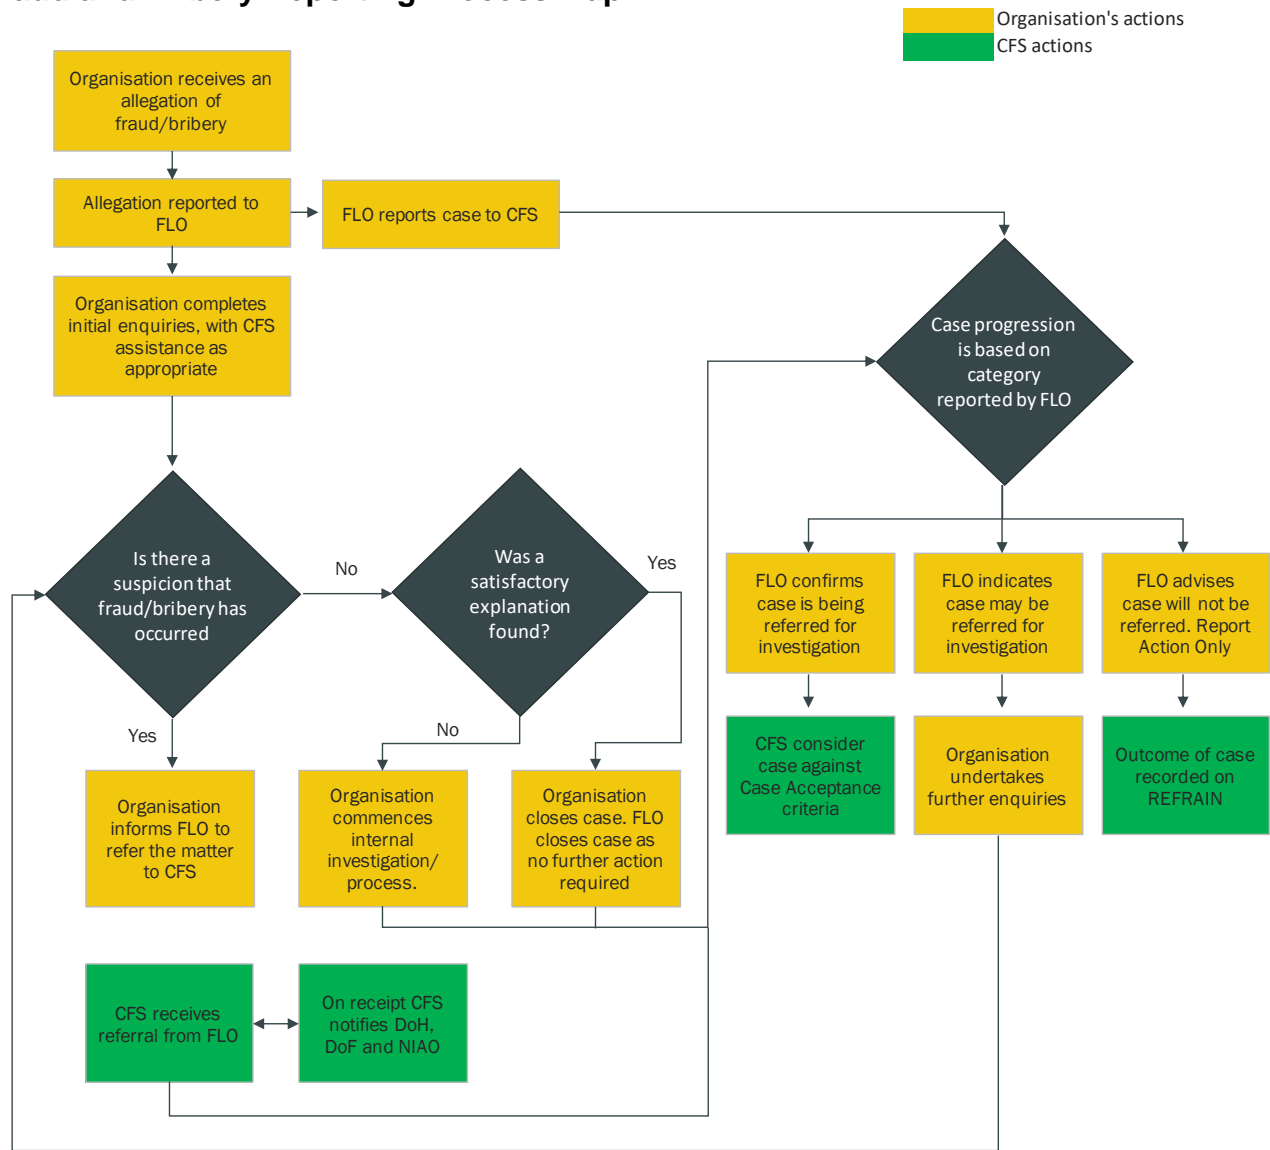 Organisation's actions
CFS actions
Organisation receives an
allegation of
fraud/bribery
Allegation reported to
FLO
FLO reports case to CFS
Organisation completes
initial enquiries, with CFS
assistance as
appropriate
Case progression
is based on
category
reported by FLO
Is there a
suspicion that
fraud/bribery has
occurred
No
Was a
satisfactory
explanation
found?
Yes
FLO confirms
case is being
referred for
investigation
FLO indicates
case may be
referred for
investigation
FLO advises
case will not be
referred. Report
Action Only
Yes
No
CFS consider
case against
Case Acceptance
criteria
Organisation
undertakes
further enquiries
Outcome of case
recorded on
REFRAIN
Organisation
informs FLO to
refer the matter
to CFS
Organisation
commences
internal
investigation/
process.
Organisation
closes case. FLO
closes case as
no further action
required
CFS receives
referral from FLO
On receipt CFS
notifies DoH,
DoF and NIAO